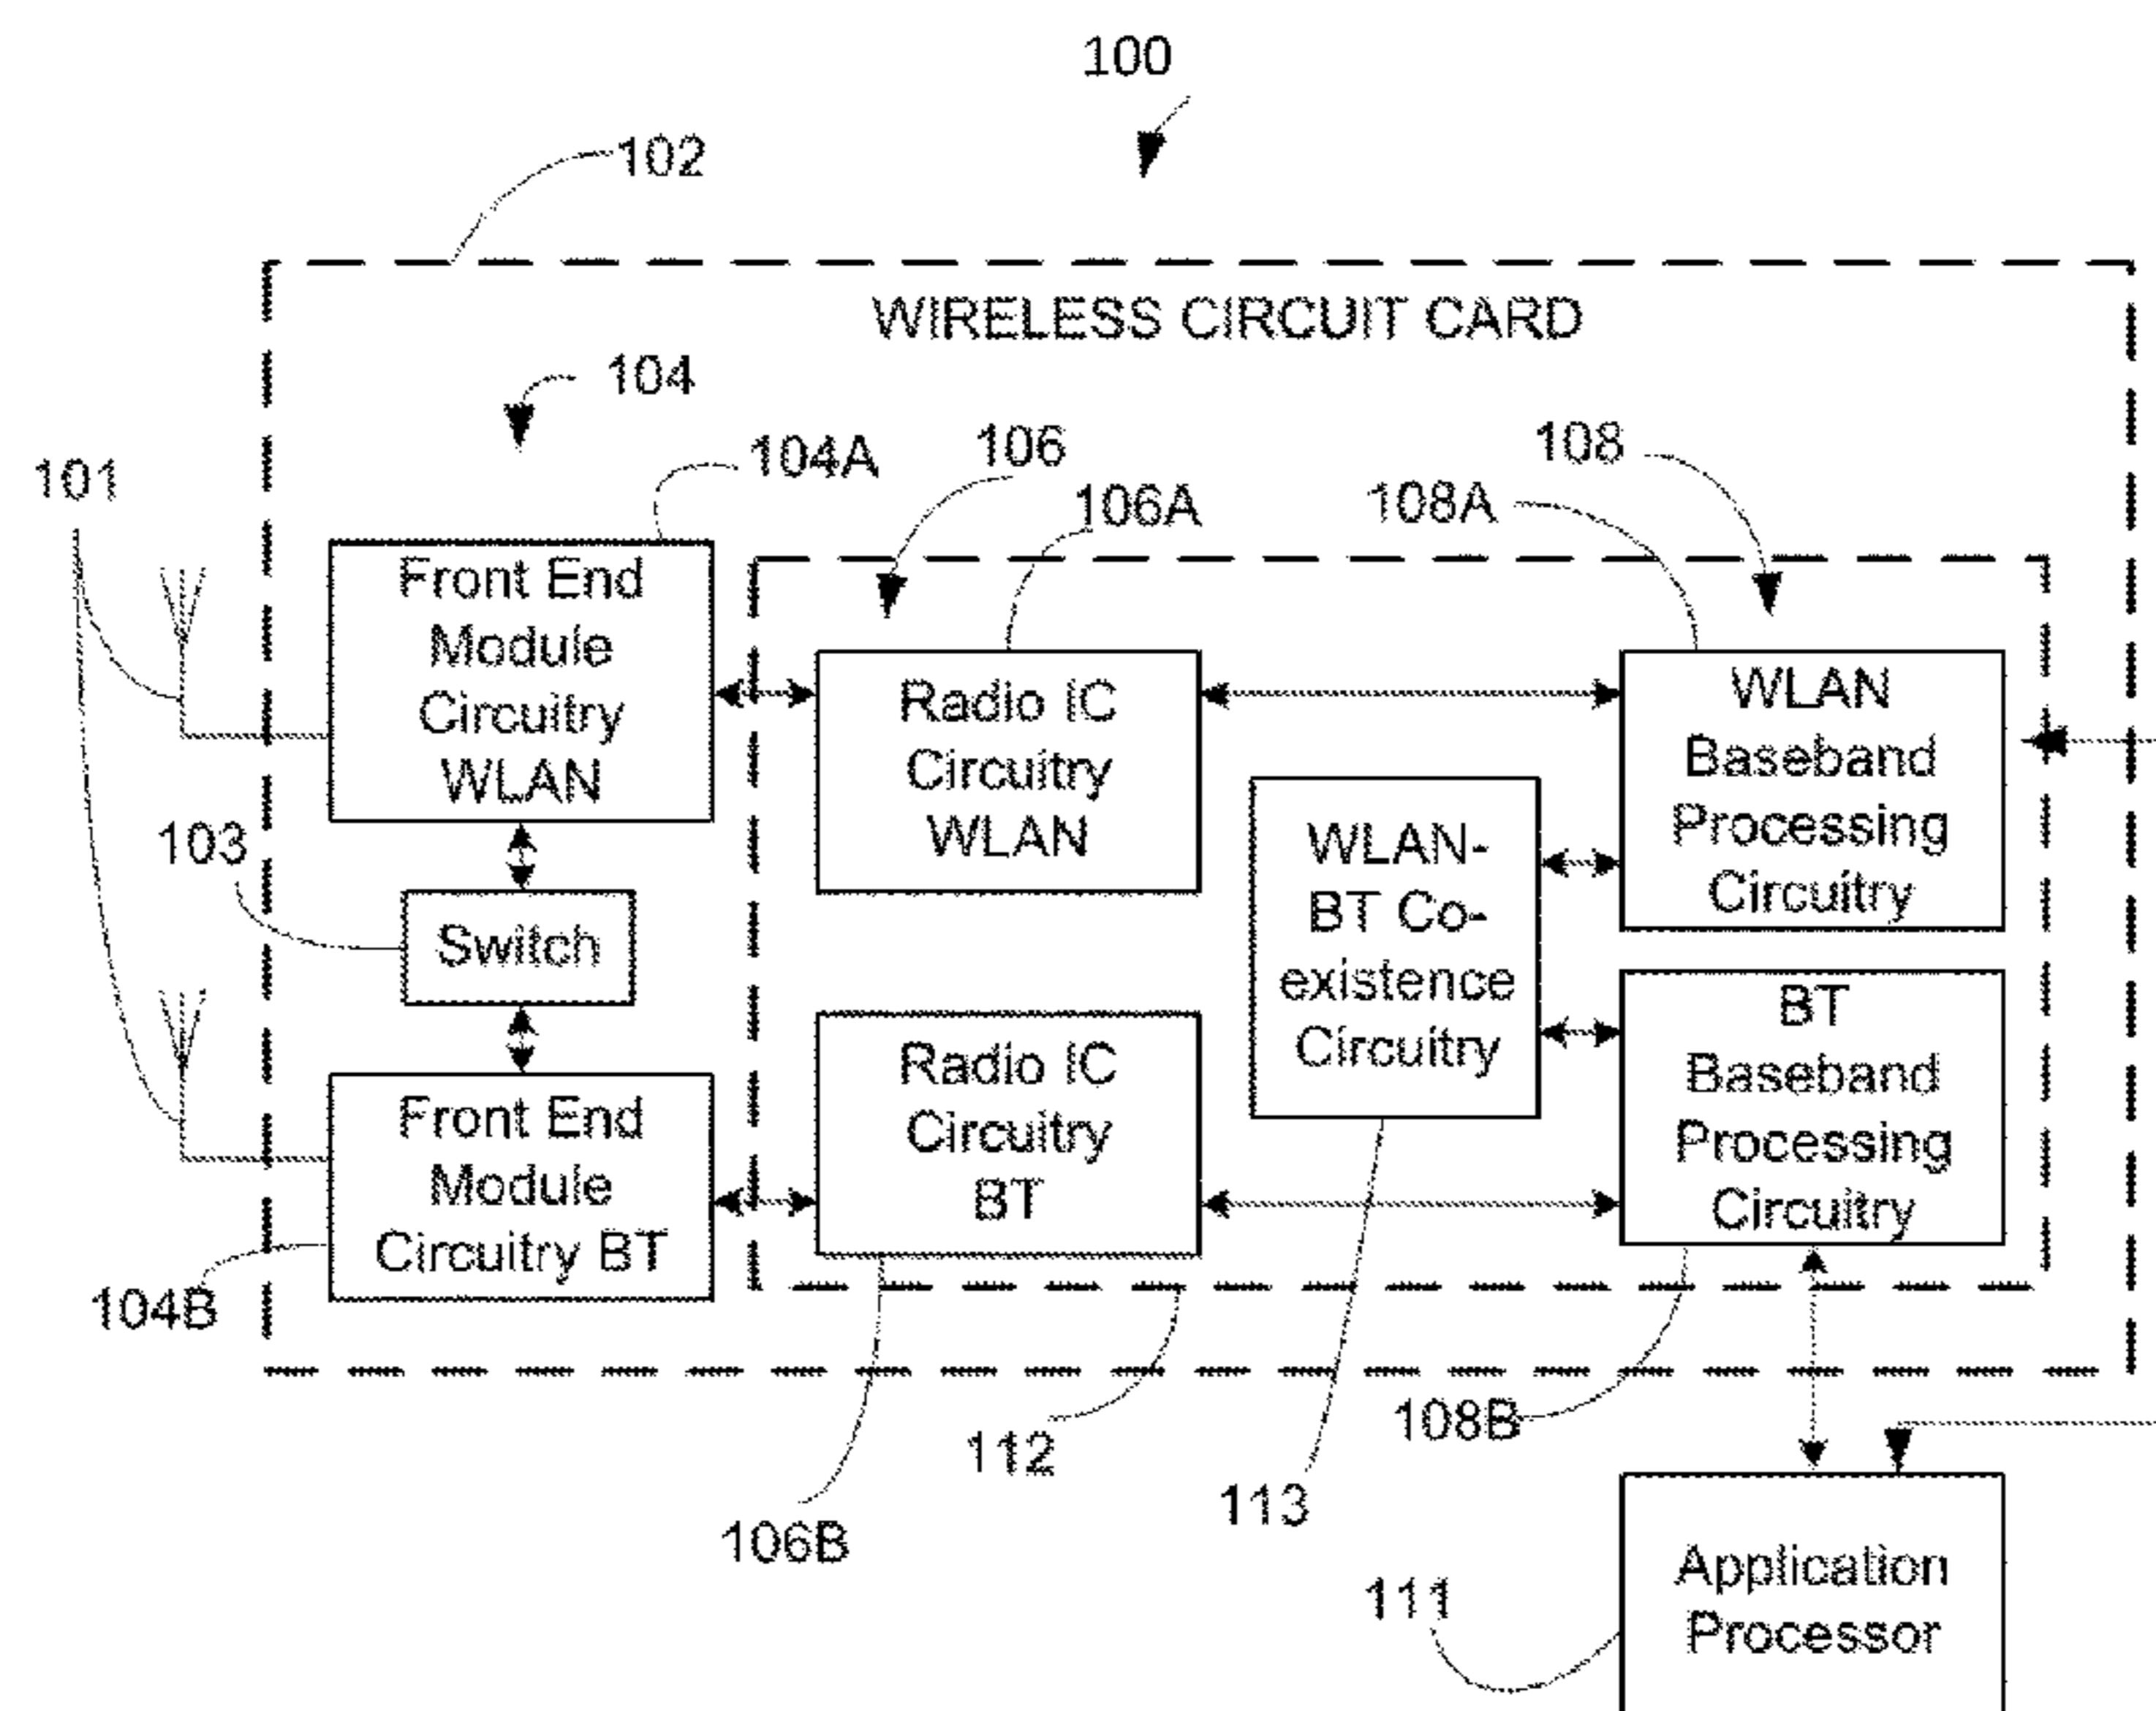 100
102
WIRELESS CIRCUIT CARD
104
104A
106
106A
108
108A
101
Front End
Module
Circuitry
WLAN
Radio IC
Circuitry
WLAN
WLAN
Baseband
Processing
Circuitry
103
Switch
WLAN-
BT Co-
existence
Circuitry
Front End
Module
Circuitry BT
Radio IC
Circuitry
BT
BT
Baseband
Processing
Circuitry
104B
106B
112
113
108B
111
Application
Processor